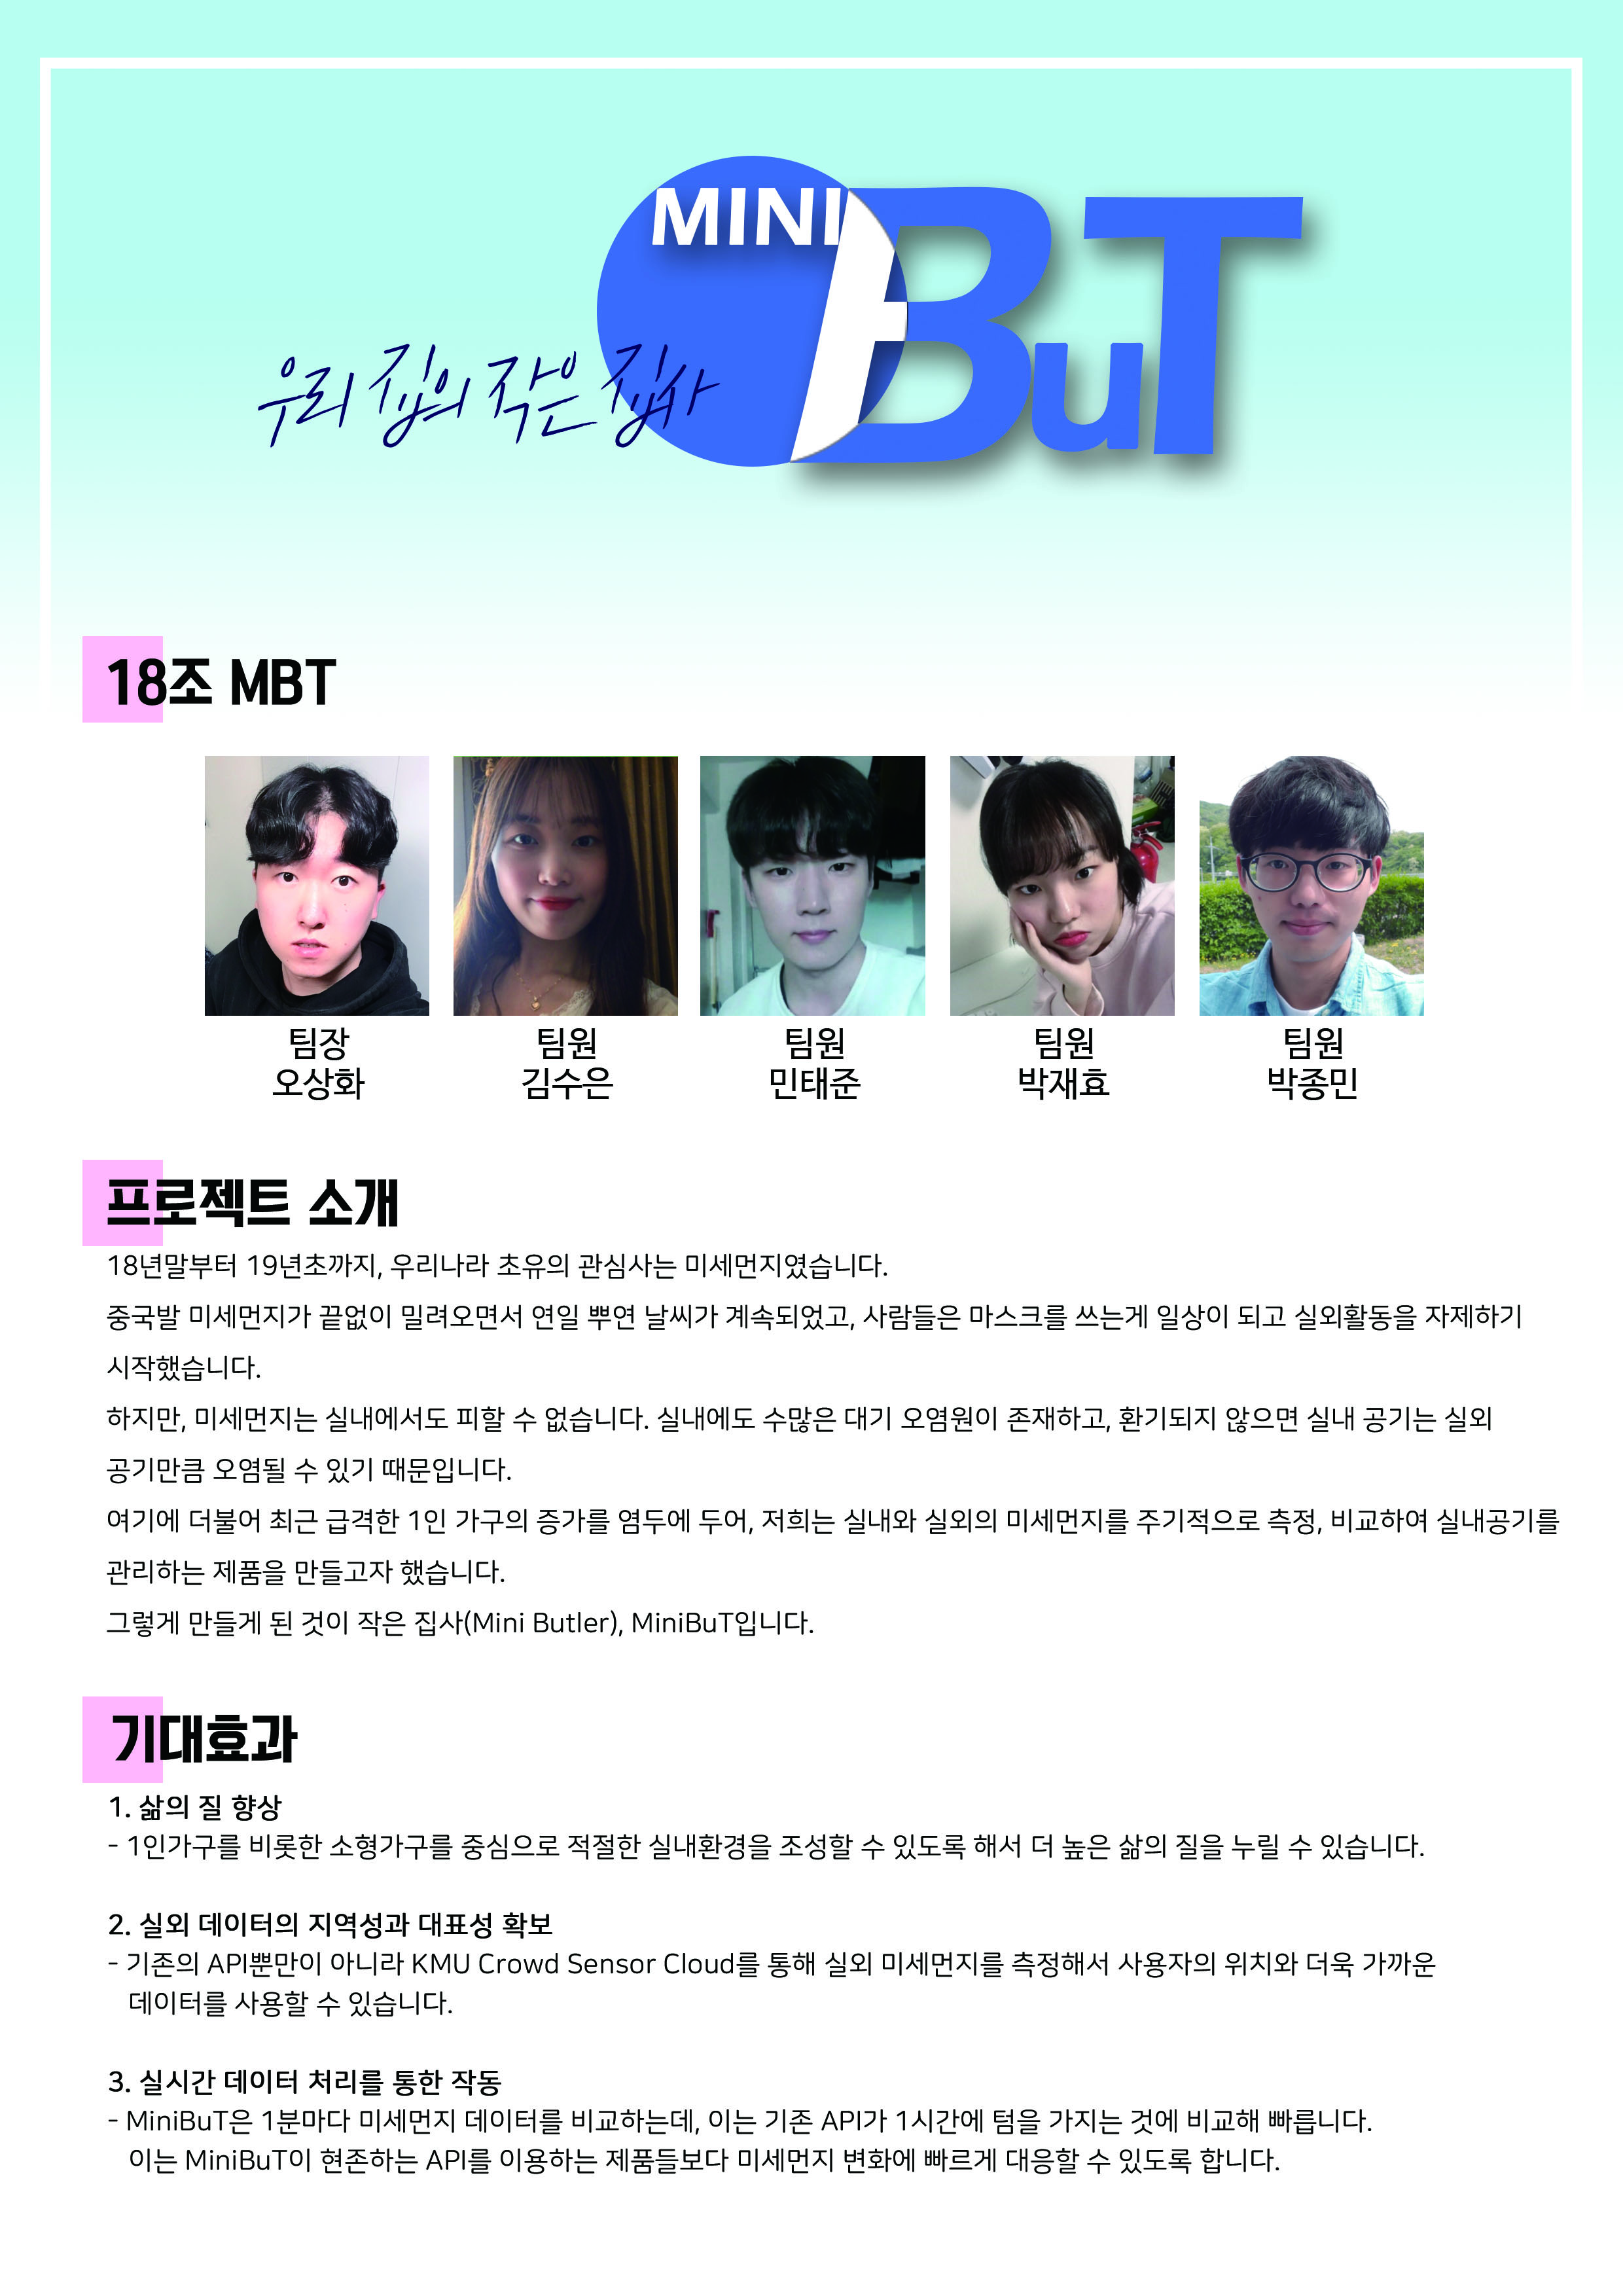 MINI
BuT
우리 집의 작은 집사
18조 MBT
팀장
오상화
팀원
김수은
팀원
민태준
팀원
박재효
팀원
박종민
프로젝트 소개
18년말부터 19년초까지, 우리나라 초유의 관심사는 미세먼지였습니다.
중국발 미세먼지가 끝없이 밀려오면서 연일 뿌연 날씨가 계속되었고, 사람들은 마스크를 쓰는게 일상이 되고 실외활동을 자제하기
시작했습니다.
하지만, 미세먼지는 실내에서도 피할 수 없습니다. 실내에도 수많은 대기 오염원이 존재하고, 환기되지 않으면 실내 공기는 실외
공기만큼 오염될 수 있기 때문입니다.
여기에 더불어 최근 급격한 1인 가구의 증가를 염두에 두어, 저희는 실내와 실외의 미세먼지를 주기적으로 측정, 비교하여 실내공기를
관리하는 제품을 만들고자 했습니다.
그렇게 만들게 된 것이 작은 집사(Mini Butler), MiniBuT입니다.
기대효과
1. 삶의 질 향상
- 1인가구를 비롯한 소형가구를 중심으로 적절한 실내환경을 조성할 수 있도록 해서 더 높은 삶의 질을 누릴 수 있습니다.
2. 실외 데이터의 지역성과 대표성 확보
- 기존의 API뿐만이 아니라 KMU Crowd Sensor Cloud를 통해 실외 미세먼지를 측정해서 사용자의 위치와 더욱 가까운
데이터를 사용할 수 있습니다.
3. 실시간 데이터 처리를 통한 작동
- MiniBuT은 1분마다 미세먼지 데이터를 비교하는데, 이는 기존 API가 1시간에 텀을 가지는 것에 비교해 빠릅니다.
이는 MiniBuT이 현존하는 API를 이용하는 제품들보다 미세먼지 변화에 빠르게 대응할 수 있도록 합니다.